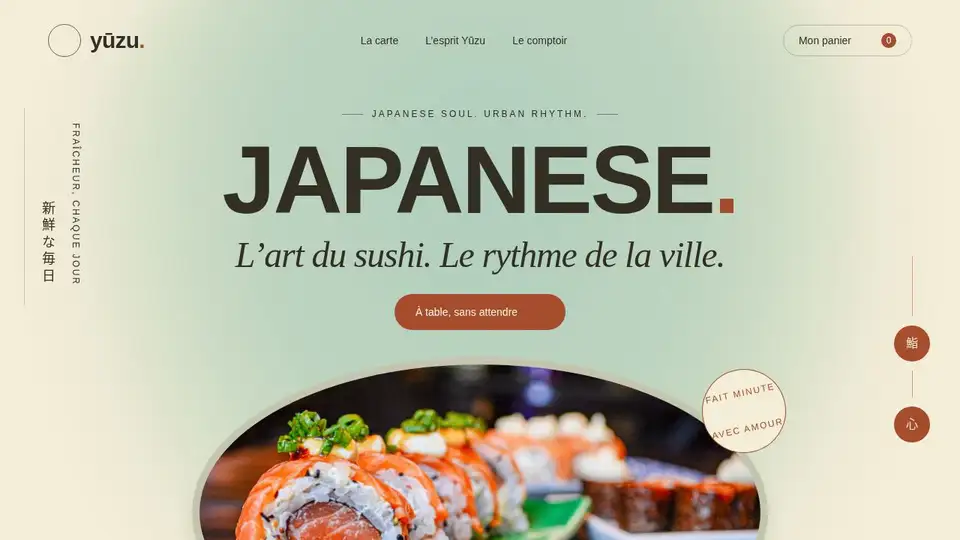 yūzu.
La carte
L’esprit Yūzu
Le comptoir
Mon panier
0
JAPANESE SOUL. URBAN RHYTHM.
JAPANESE.
L’art du sushi. Le rythme de la ville.
À table, sans attendre
新鮮な毎日
FRAÎCHEUR, CHAQUE JOUR
FAIT MINUTE
AVEC AMOUR
鮨
心